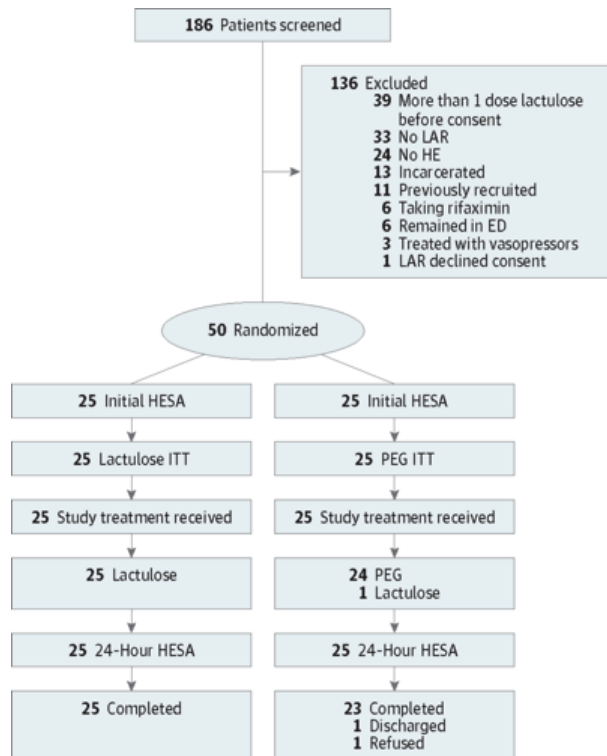 186 Patients screened
136 Excluded
39 More than 1 dose lactulose
before consent
33 No LAR
24 No HE
13 Incarcerated
11 Previously recruited
6 Taking rifaximin
6 Remained in ED
3 Treated with vasopressors
1 LAR declined consent
50 Randomized
25 Initial HESA
25 Lactulose ITT
25 Study treatment received
25 Lactulose
25 24-Hour HESA
25 Completed
25 Initial HESA
25 PEG ITT
25 Study treatment received
24 PEG
1 Lactulose
25 24-Hour HESA
23 Completed
1 Discharged
1 Refused